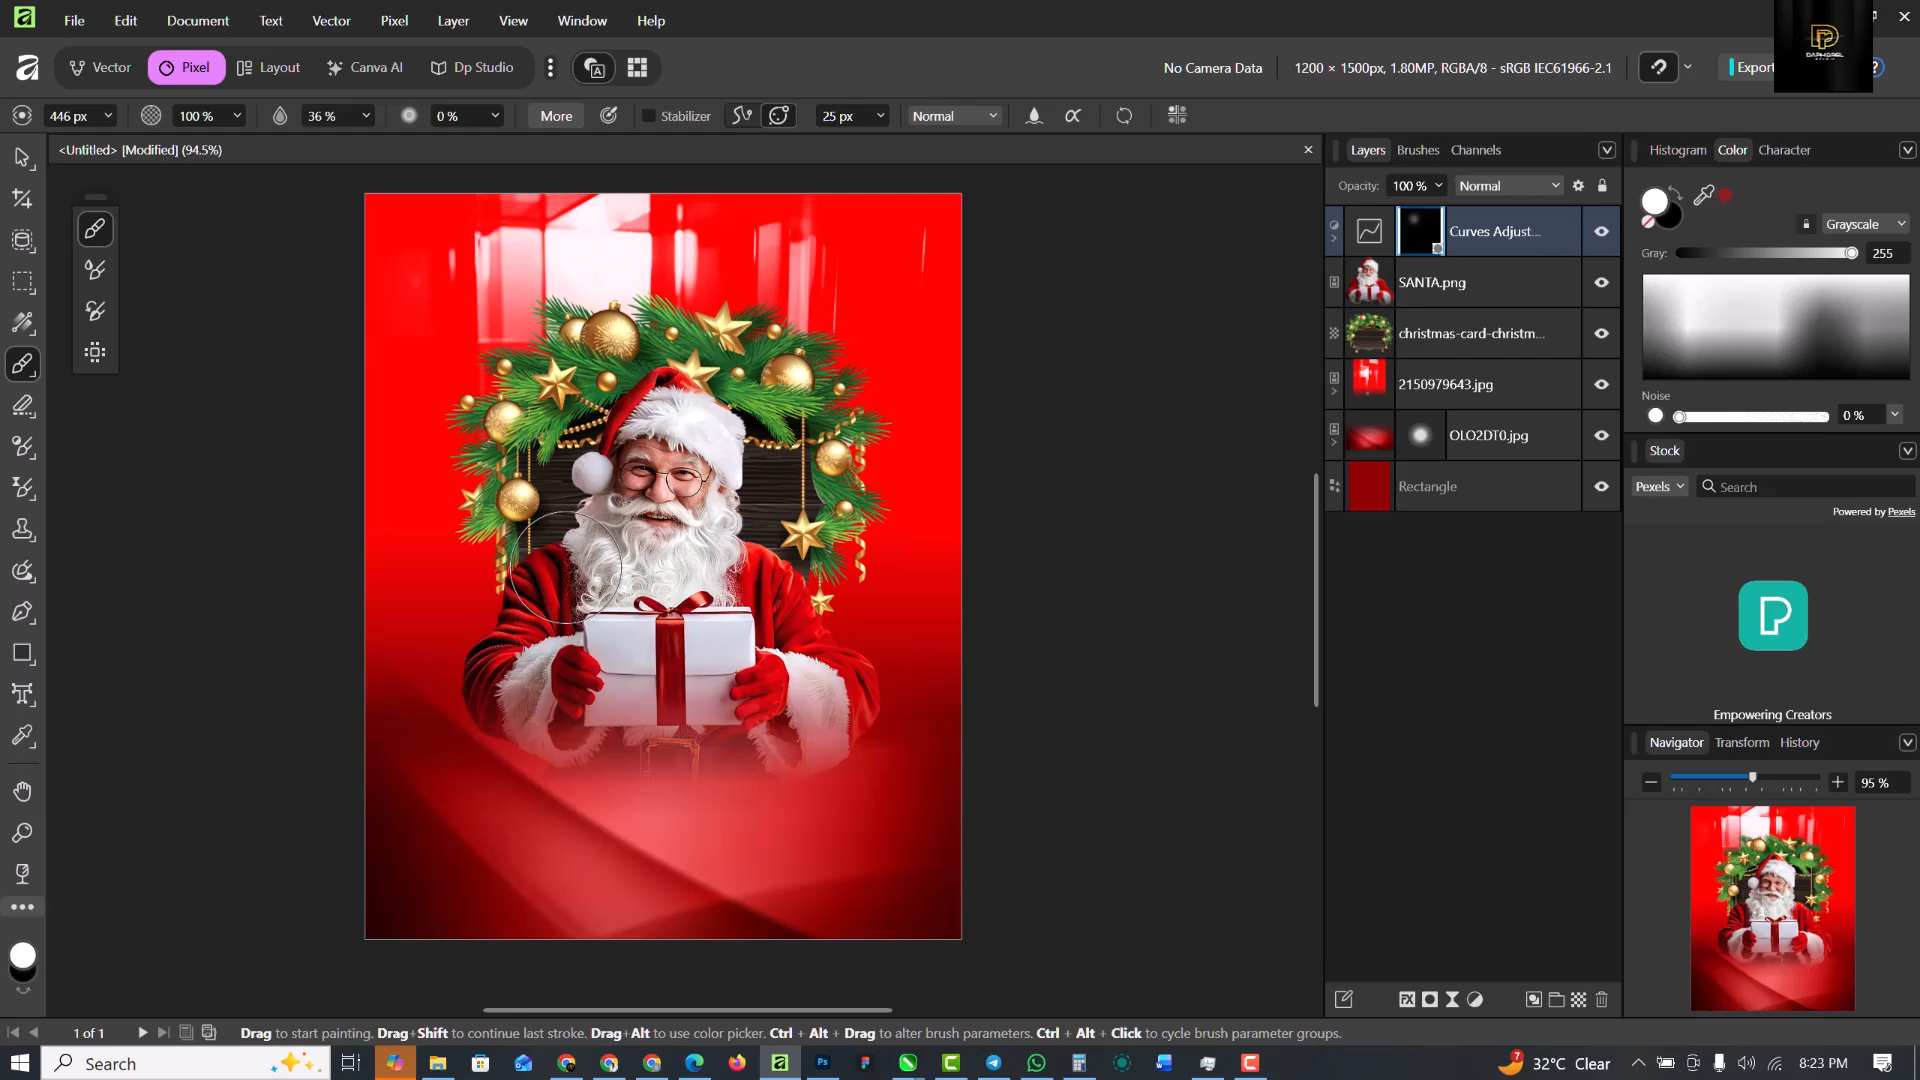 File Edit Document Text Vector Pixel Layer View Window Help
Vector Pixel Layout Canva AI Dp Studio
No Camera Data 1200 × 1500px, 1.80MP, RGBA/8 - sRGB IEC61966-2.1
Export
446 px 100 % 36 % 0 % More Stabilizer 25 px Normal
<Untitled> [Modified] (94.5%)
Layers Brushes Channels
Opacity: 100 % Normal
Curves Adjust...
SANTA.png
christmas-card-christm...
2150979643.jpg
OLO2DT0.jpg
Rectangle
Histogram Color Character
Grayscale
Gray: 255
Noise
0 %
Stock
Pexels Search
Powered by Pexels
Empowering Creators
Navigator Transform History
95 %
1 of 1 Drag to start painting. Drag+Shift to continue last stroke. Drag+Alt to use color picker. Ctrl + Alt + Drag to alter brush parameters. Ctrl + Alt + Click to cycle brush parameter groups.
Search
7 32°C Clear 8:23 PM